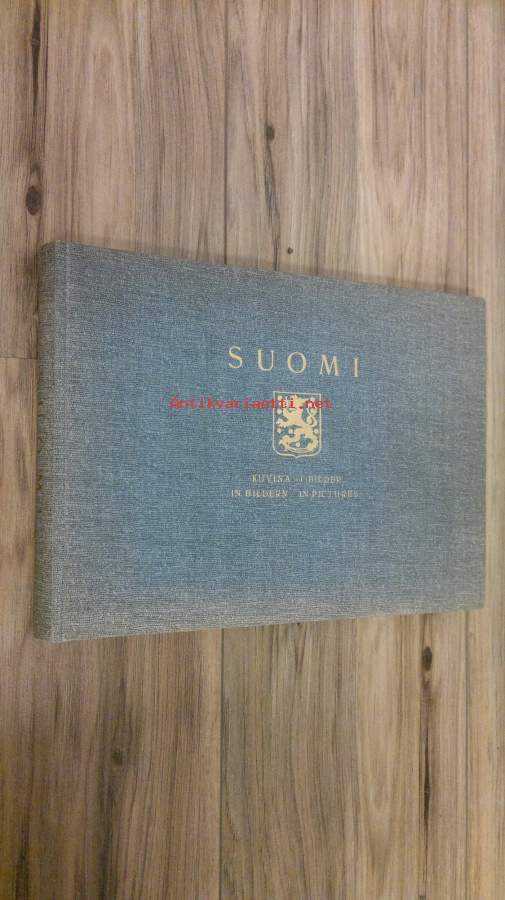 SUOMI
Antikvariaatti.net
KUVINA - I BILDER
IN BILDERN IN PICTURES